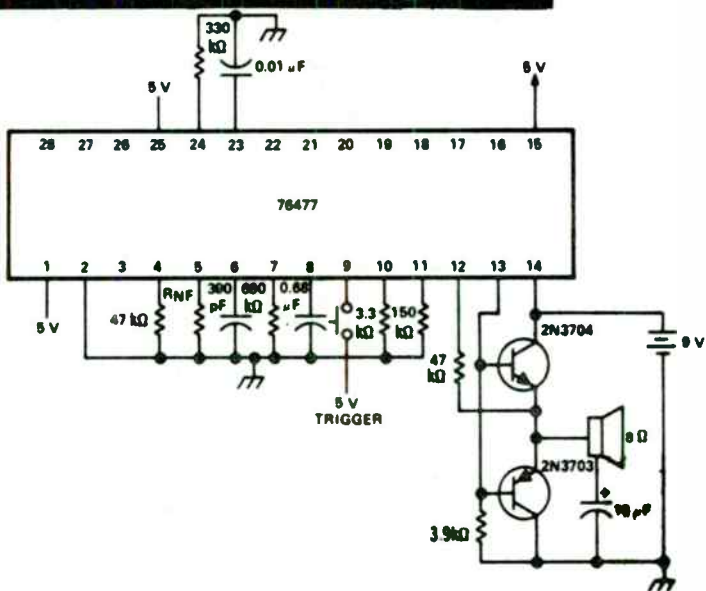 330 kΩ
0.01 μF
5 V
5 V
28 27 26 25 24 23 22 21 20 19 18 17 16 15
76477
1 2 3 4 5 6 7 8 9 10 11 12 13 14
5 V
47 kΩ
RNF
390 pF
680 kΩ
0.68 μF
3.3 kΩ
150 kΩ
5 V
TRIGGER
47 kΩ
2N3704
9 V
8 Ω
2N3703
+
3.9kΩ